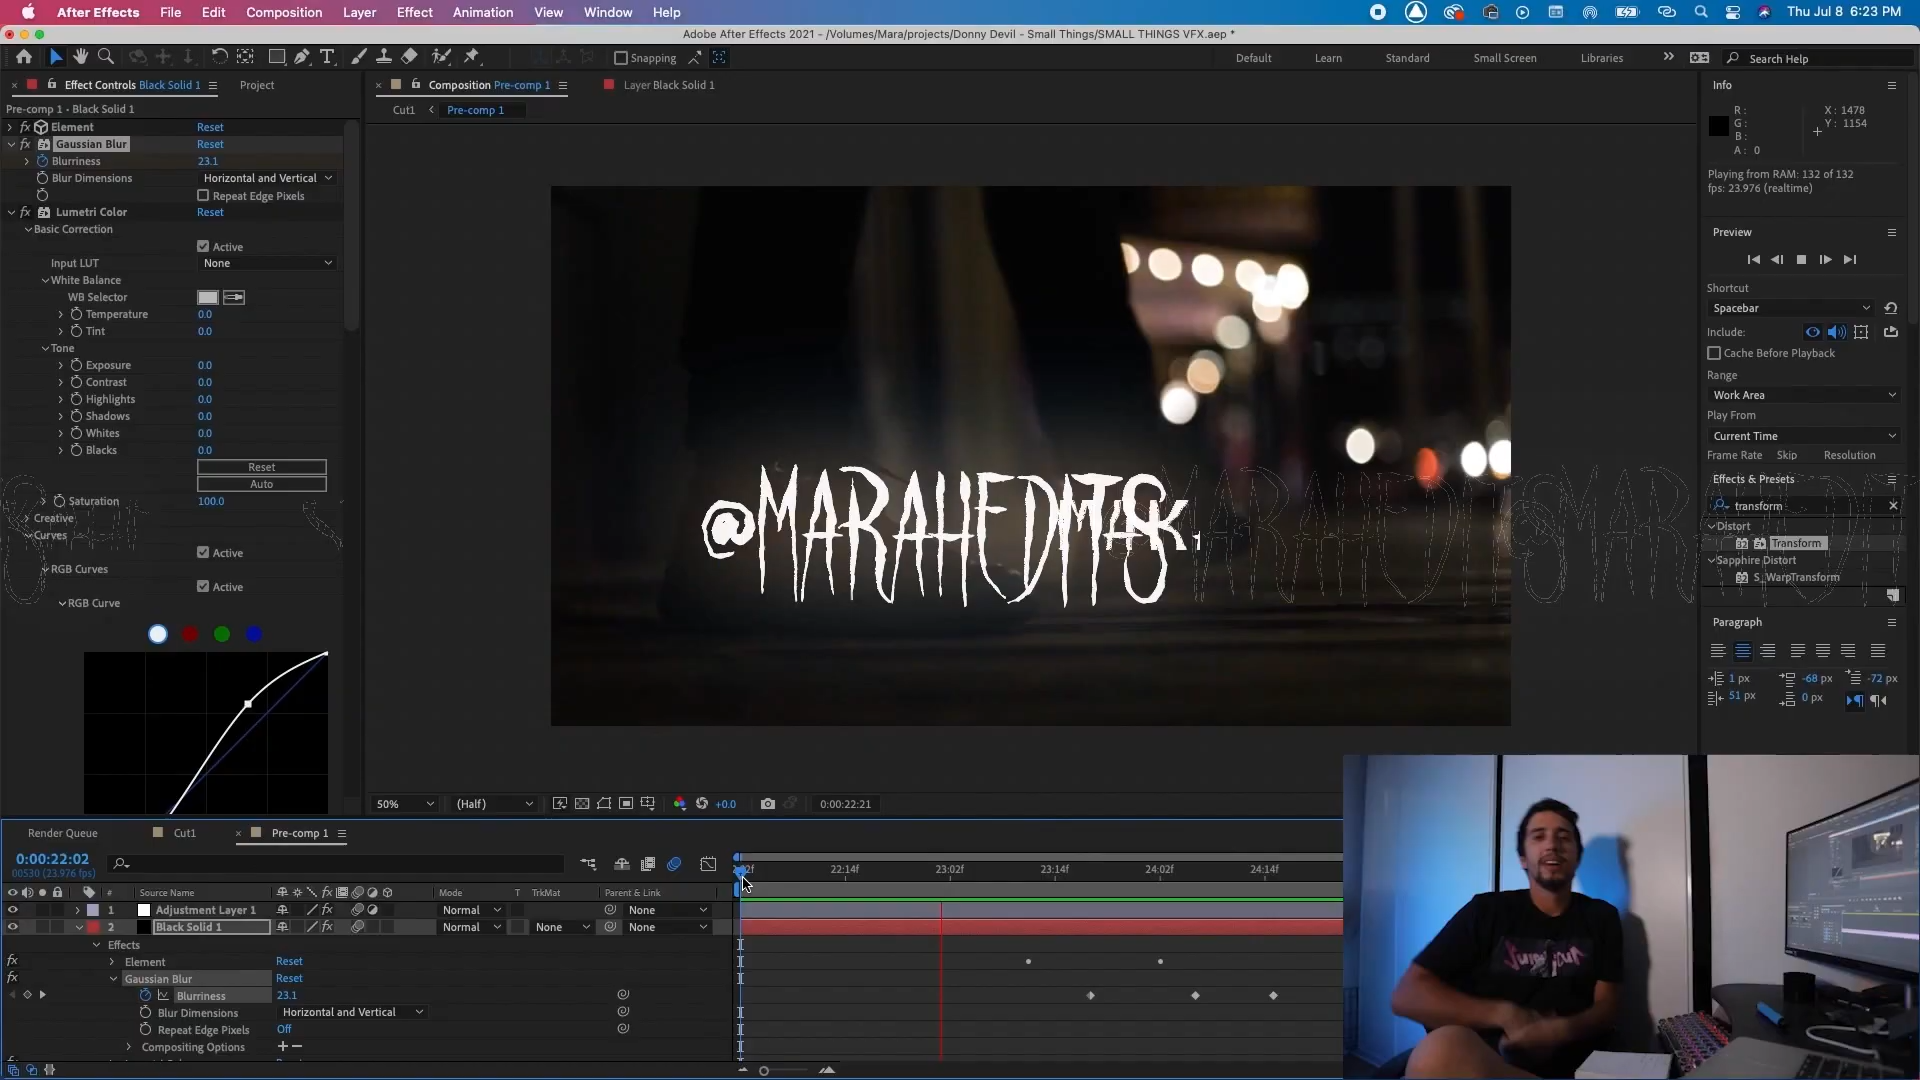 After Effects File Edit Composition Layer Effect Animation View Window Help
Thu Jul 8 6:23 PM
Adobe After Effects 2021 - /Volumes/Mara/projects/Donny Devil - Small Things/SMALL THINGS VFX.aep *
Snapping
Default Learn Standard Small Screen Libraries
Search Help
Effect Controls Black Solid 1
Project
Composition Pre-comp 1
Layer Black Solid 1
Pre-comp 1 • Black Solid 1
Cut1 Pre-comp 1
Element Reset
Gaussian Blur Reset
Blurriness 23.1
Blur Dimensions Horizontal and Vertical
Repeat Edge Pixels
Lumetri Color Reset
Basic Correction
Active
Input LUT None
White Balance
WB Selector
Temperature 0.0
Tint 0.0
Tone
Exposure 0.0
Contrast 0.0
Highlights 0.0
Shadows 0.0
Whites 0.0
Blacks 0.0
Reset
Auto
Saturation 100.0
Creative
Curves
Active
RGB Curves
Active
RGB Curve
@MARAHEDITS
50% (Half) +0.0 0:00:22:21
Info
R :
G :
B :
A : 0
X : 1478
Y : 1154
Playing from RAM: 132 of 132
fps: 23.976 (realtime)
Preview
Shortcut
Spacebar
Include:
Cache Before Playback
Range
Work Area
Play From
Current Time
Frame Rate Skip Resolution
Effects & Presets
transform
Distort
Transform
Sapphire Distort
S_WarpTransform
Paragraph
1 px -68 px -72 px
51 px 0 px
Render Queue Cut1 Pre-comp 1
0:00:22:02
00530 (23.976 fps)
22:14f 23:02f 23:14f 24:02f 24:14f
# Source Name Mode T TrkMat Parent & Link
1 Adjustment Layer 1 Normal None
2 Black Solid 1 Normal None None
Effects
Element Reset
Gaussian Blur Reset
Blurriness 23.1
Blur Dimensions Horizontal and Vertical
Repeat Edge Pixels Off
Compositing Options + −